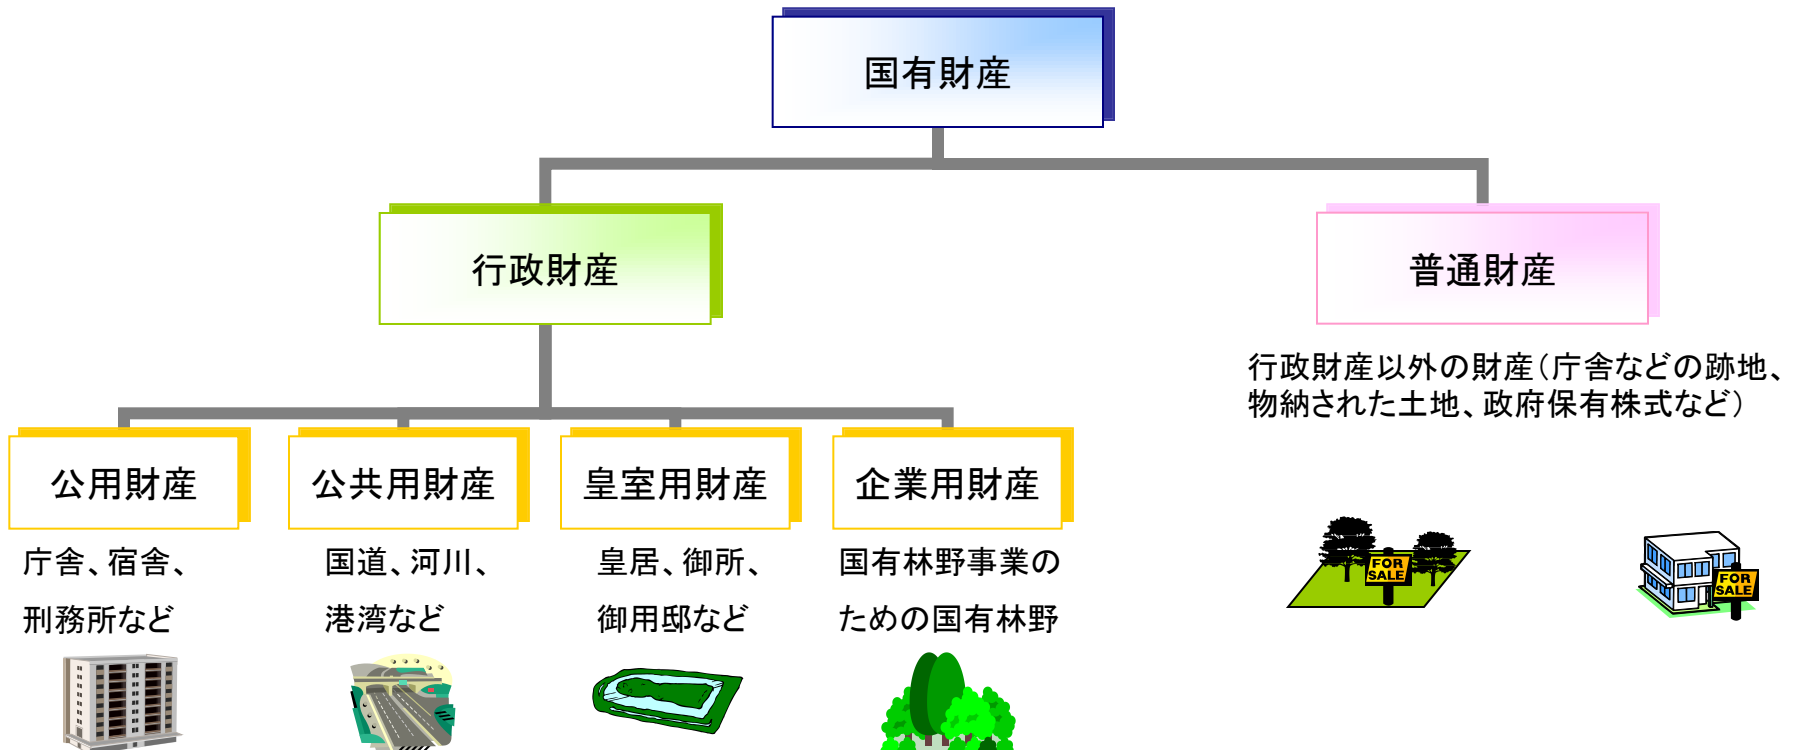 国有財産
行政財産
普通財産
行政財産以外の財産（庁舎などの跡地、
物納された土地、政府保有株式など）
公用財産
公共用財産
皇室用財産
企業用財産
庁舎、宿舎、
刑務所など
国道、河川、
港湾など
皇居、御所、
御用邸など
国有林野事業の
ための国有林野
FOR
SALE
FOR
SALE